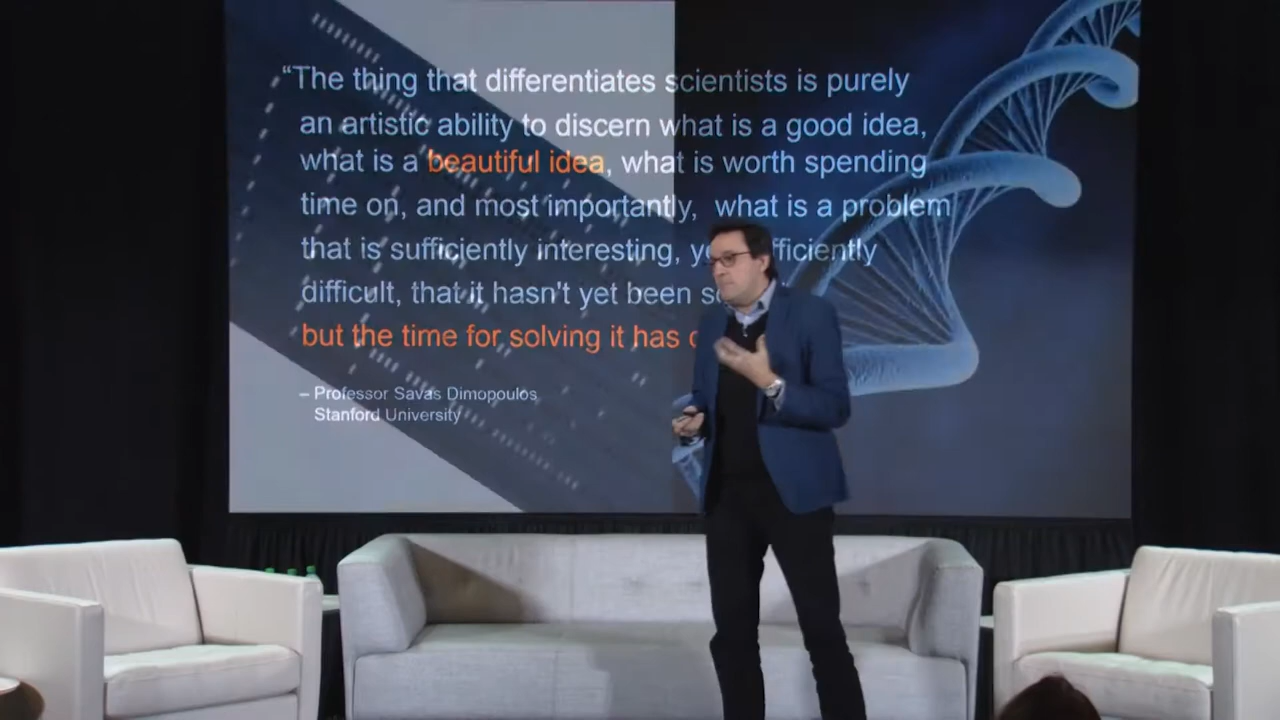 “The thing that differentiates scientists is purely
an artistic ability to discern what is a good idea,
what is a beautiful idea, what is worth spending
time on, and most importantly, what is a problem
that is sufficiently interesting,
difficult, that it hasn't yet been
but the time for solving it has
– Professor Savas Dimopoulos
Stanford University